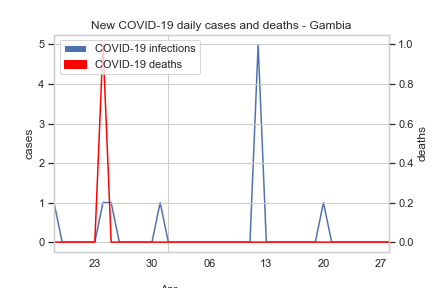 New COVID-19 daily cases and deaths - Gambia
COVID-19 infections
COVID-19 deaths
5
4
3
2
1
0
cases
1.0
0.8
0.6
0.4
0.2
0.0
deaths
23 30 06 13 20 27